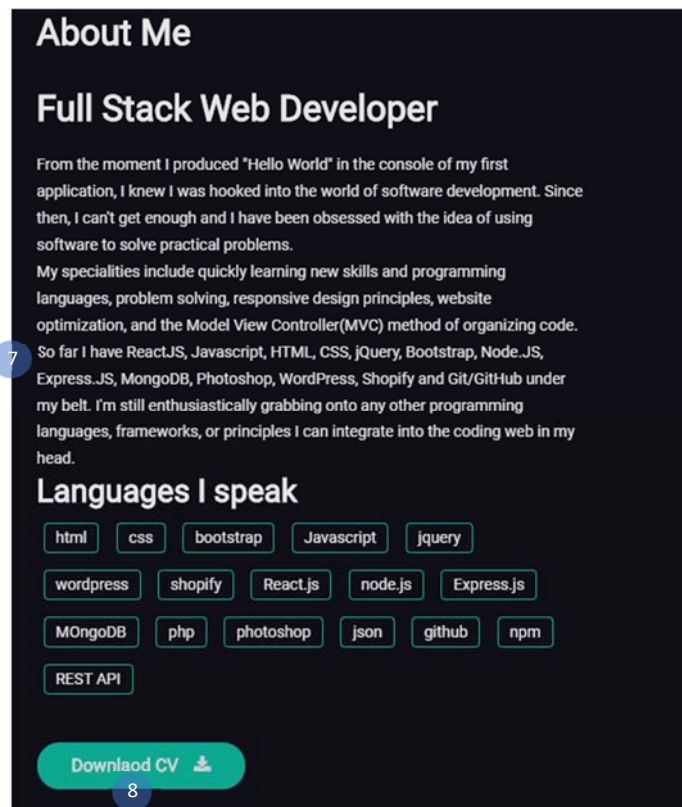 About Me
Full Stack Web Developer
From the moment I produced "Hello World" in the console of my first
application, I knew I was hooked into the world of software development. Since
then, I can't get enough and I have been obsessed with the idea of using
software to solve practical problems.
My specialities include quickly learning new skills and programming
languages, problem solving, responsive design principles, website
optimization, and the Model View Controller(MVC) method of organizing code.
7 So far I have ReactJS, Javascript, HTML, CSS, jQuery, Bootstrap, Node.JS,
Express.JS, MongoDB, Photoshop, WordPress, Shopify and Git/GitHub under
my belt. I'm still enthusiastically grabbing onto any other programming
languages, frameworks, or principles I can integrate into the coding web in my
head.
Languages I speak
html css bootstrap Javascript jquery
wordpress shopify React.js node.js Express.js
MOngoDB php photoshop json github npm
REST API
Downlaod CV
8